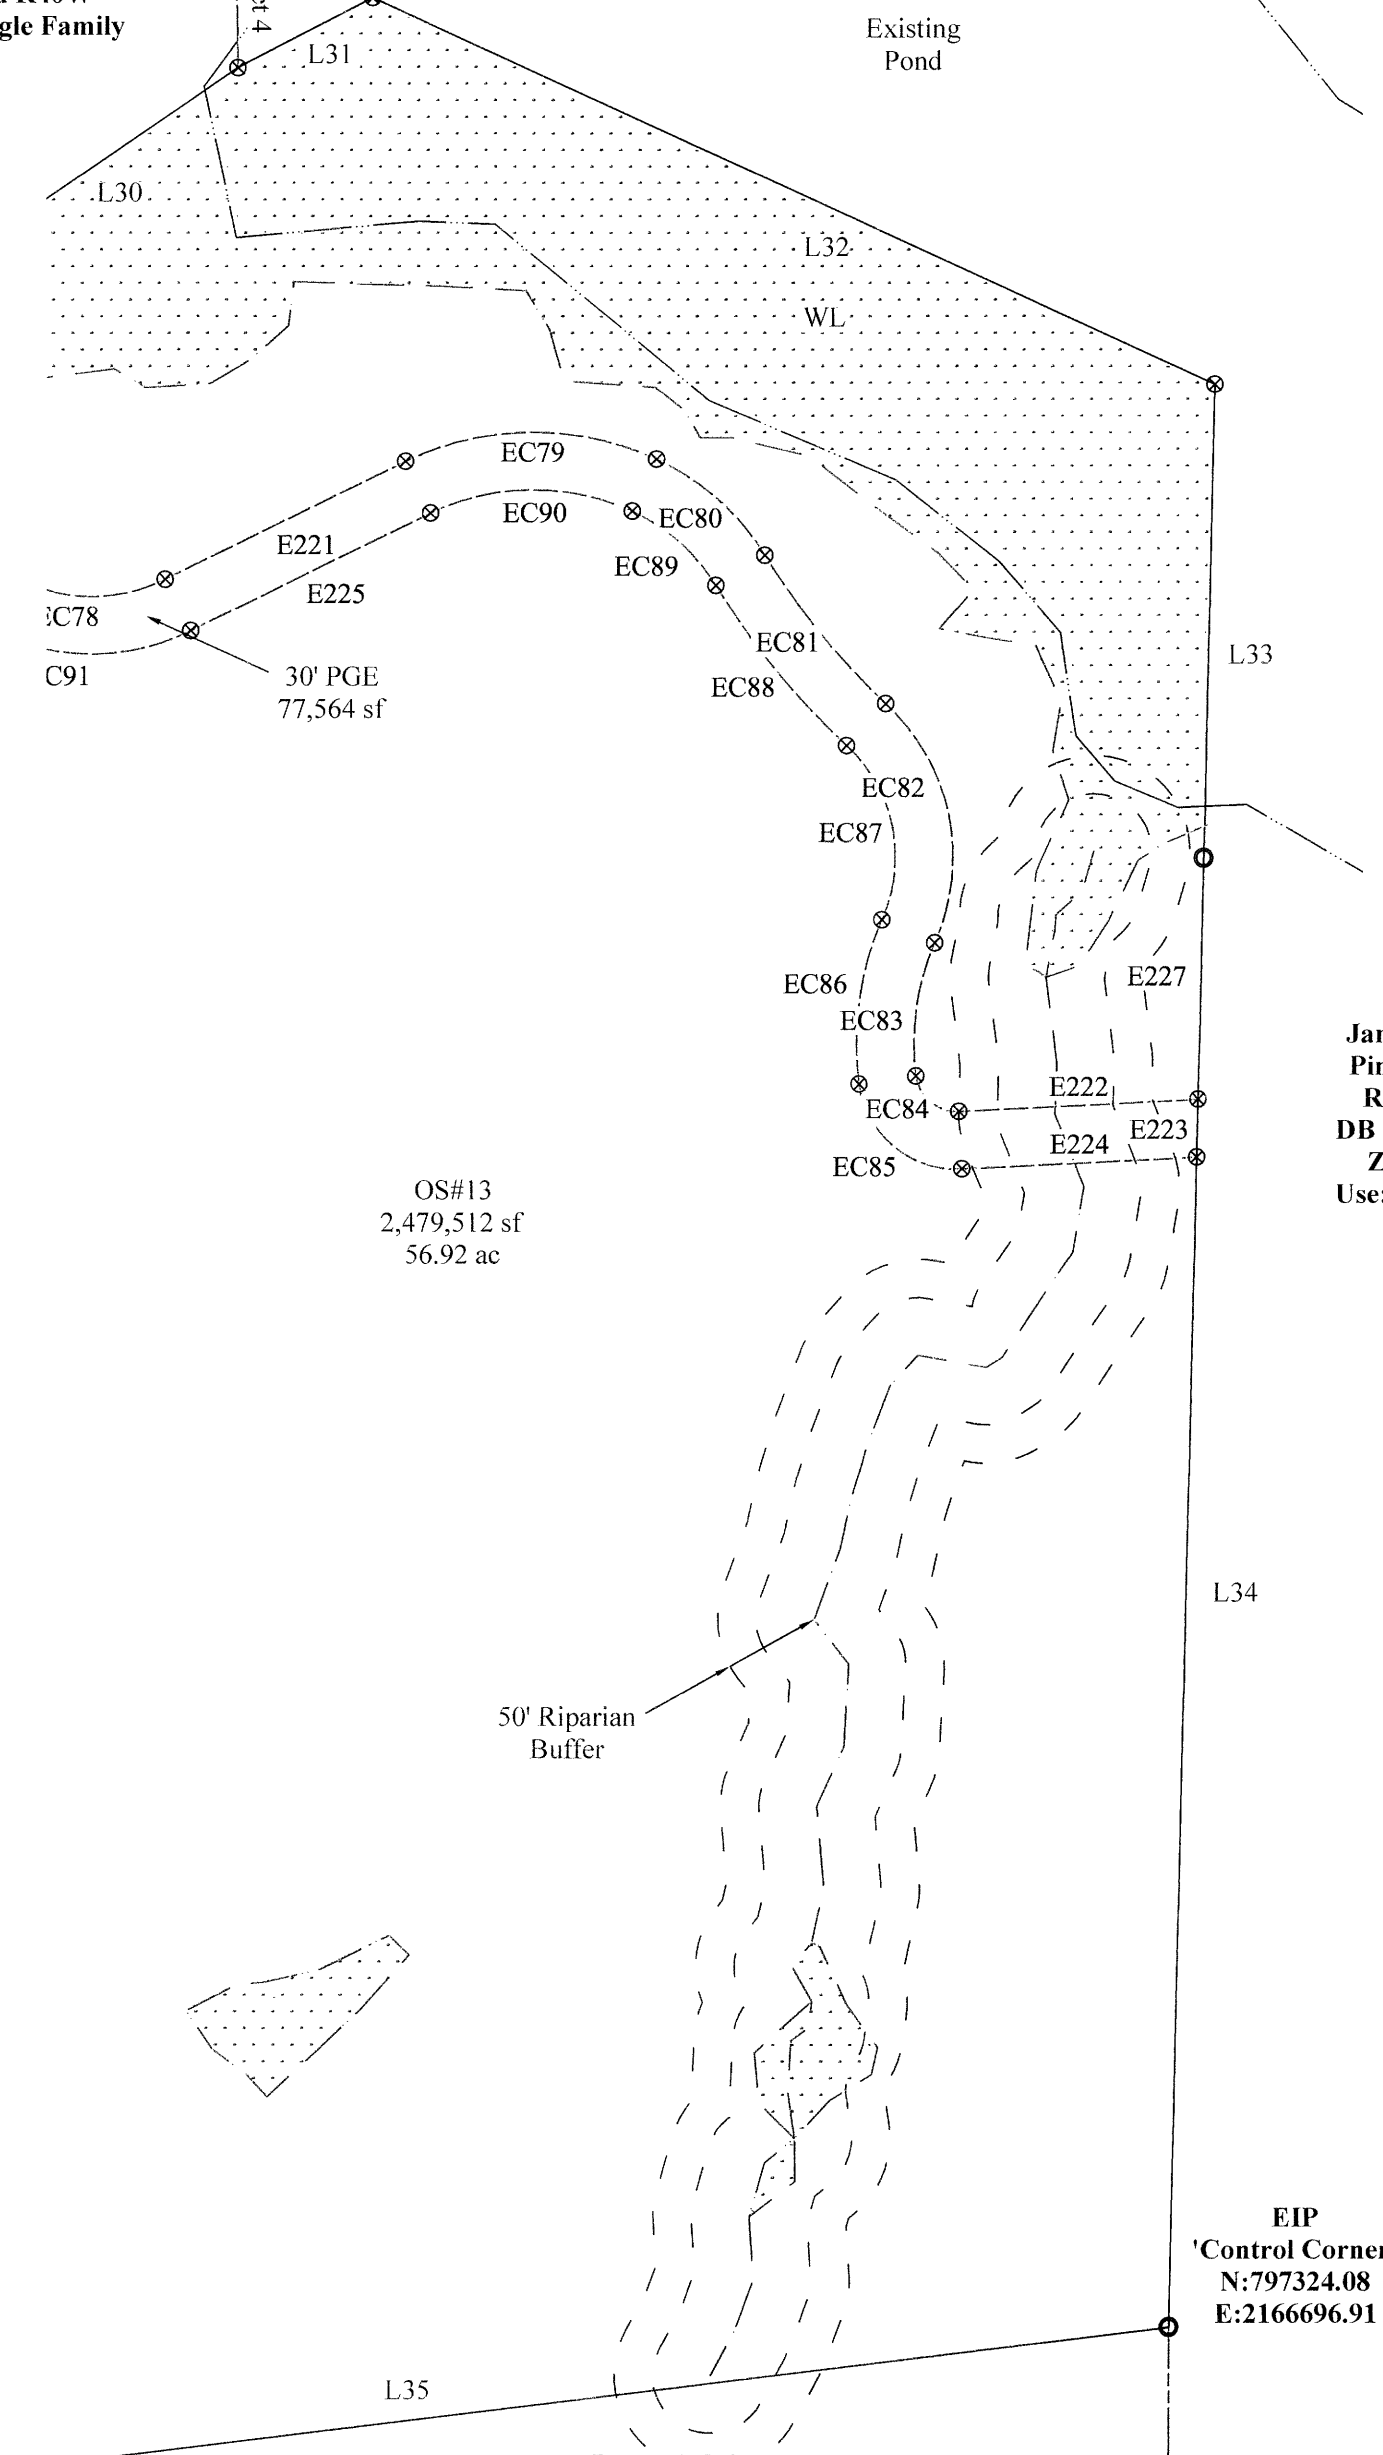 gle Family
L31
Existing
Pond
L30
L32
WL
EC79
EC90
EC80
E221
EC89
E225
EC78
C91
30' PGE
77,564 sf
EC81
EC88
L33
EC82
EC87
E227
EC86
EC83
E222
EC84
E223
E224
EC85
DB
Use:
OS#13
2,479,512 sf
56.92 ac
L34
50' Riparian
Buffer
EIP
'Control Corner
N:797324.08
E:2166696.91
L35